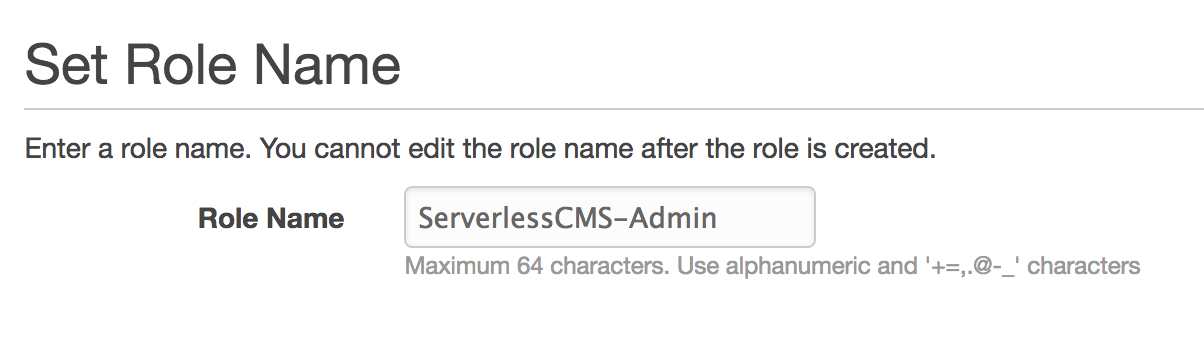 Set Role Name
Enter a role name. You cannot edit the role name after the role is created.
Role Name ServerlessCMS-Admin
Maximum 64 characters. Use alphanumeric and '+=,.@-_' characters